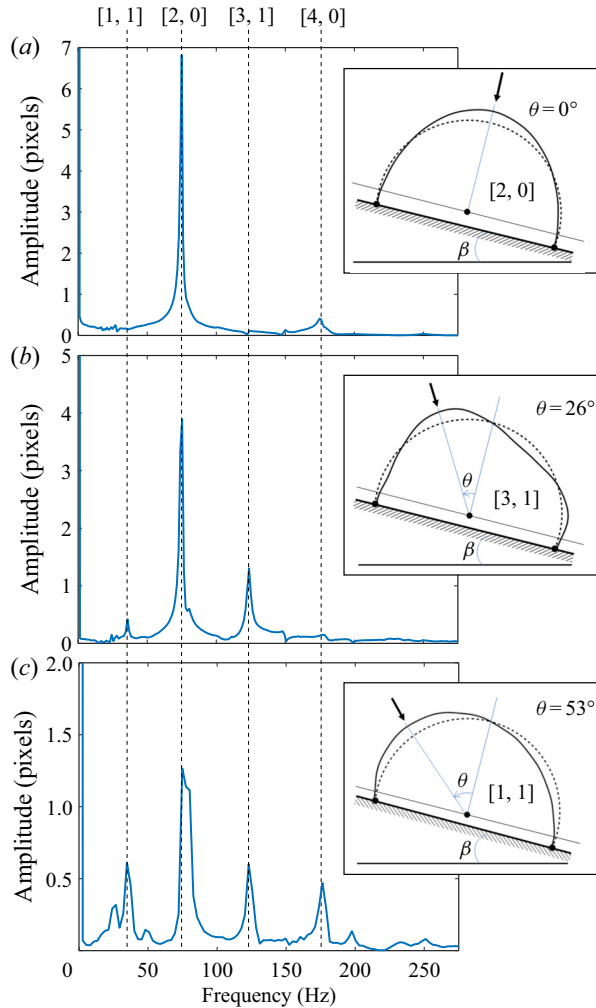 [1, 1] [2, 0] [3, 1] [4, 0]
(a)
7
6
5
4
3
2
1
0
Amplitude (pixels)
θ = 0°
[2, 0]
β
(b)
5
4
3
2
1
0
Amplitude (pixels)
θ = 26°
θ
[3, 1]
β
(c)
2.0
1.5
1.0
0.5
Amplitude (pixels)
θ = 53°
θ
[1, 1]
β
0 50 100 150 200 250
Frequency (Hz)